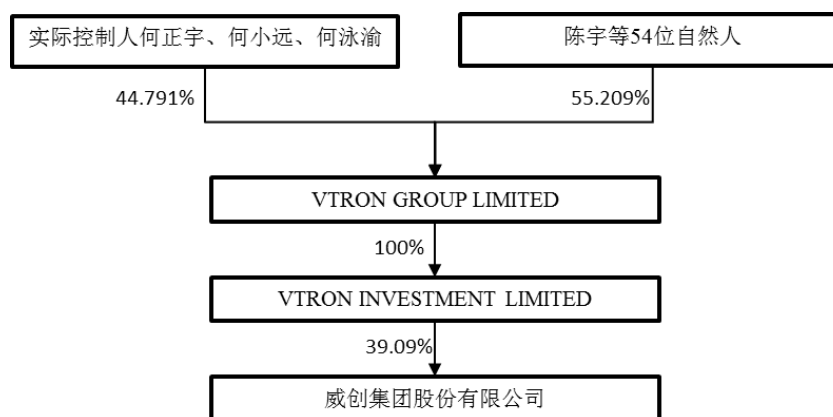 实际控制人何正宇、何小远、何泳渝
陈宇等54位自然人
44.791%
55.209%
VTRON GROUP LIMITED
100%
VTRON INVESTMENT LIMITED
39.09%
威创集团股份有限公司